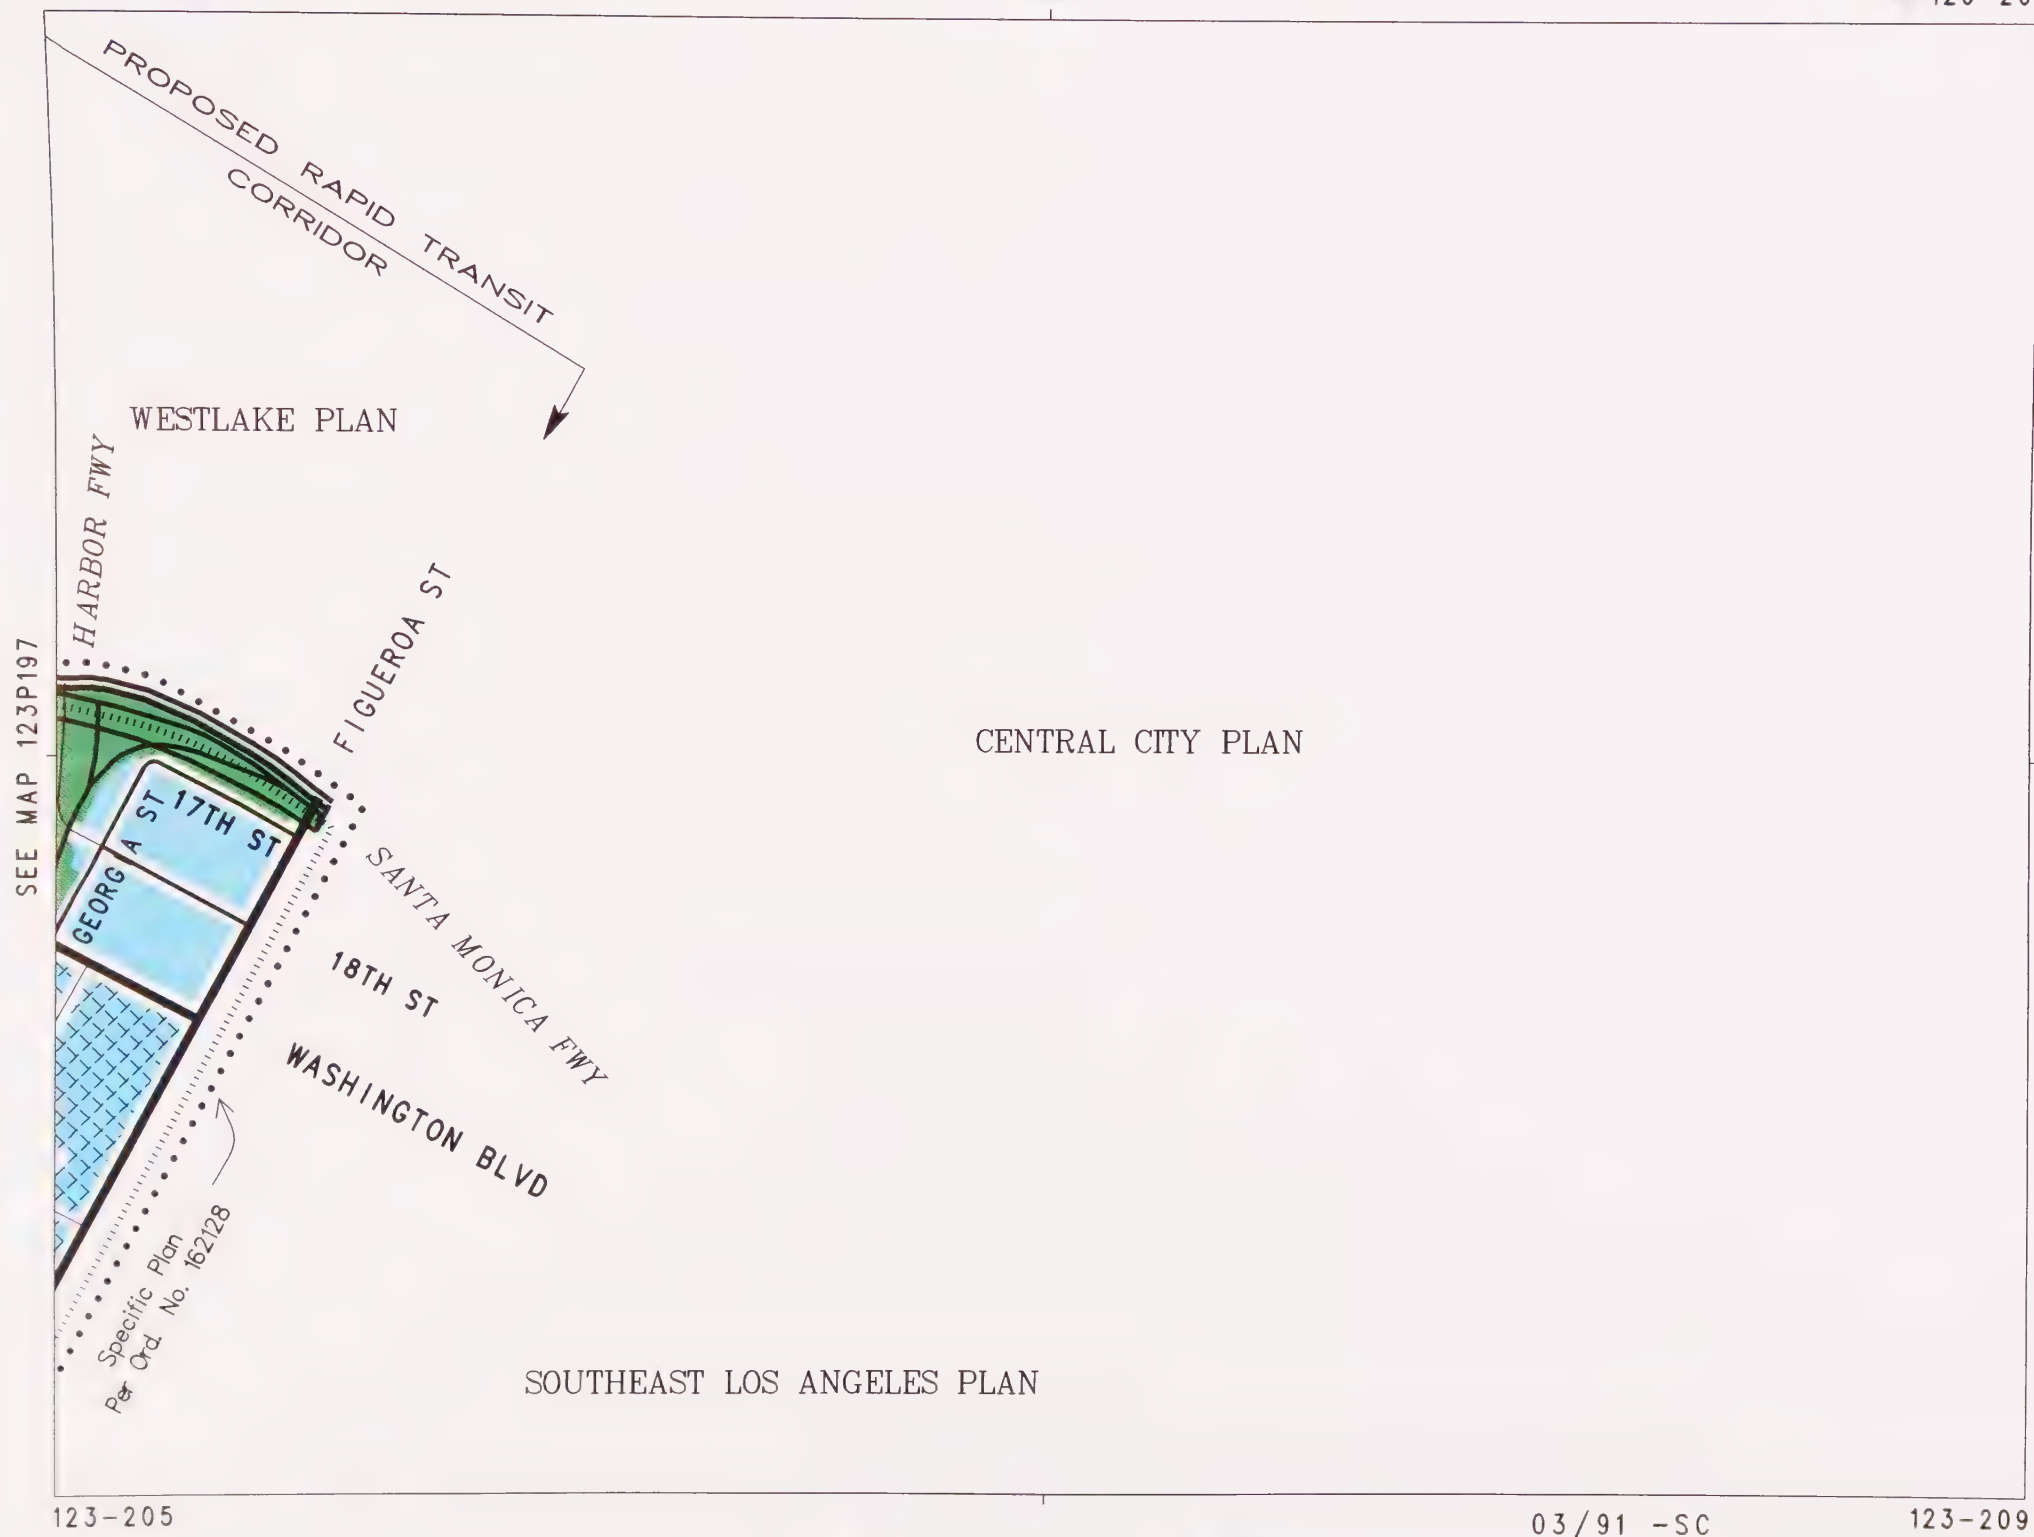 PROPOSED RAPID TRANSIT
CORRIDOR
WESTLAKE PLAN
HARBOR FWY
FIGUEROA ST
SEE MAP 123P197
CENTRAL CITY PLAN
17TH ST
GEORGIA ST
SANTA MONICA FWY
18TH ST
WASHINGTON BLVD
Specific Plan
Per Ord. No. 162128
SOUTHEAST LOS ANGELES PLAN
123-205
03/91 -SC
123-209